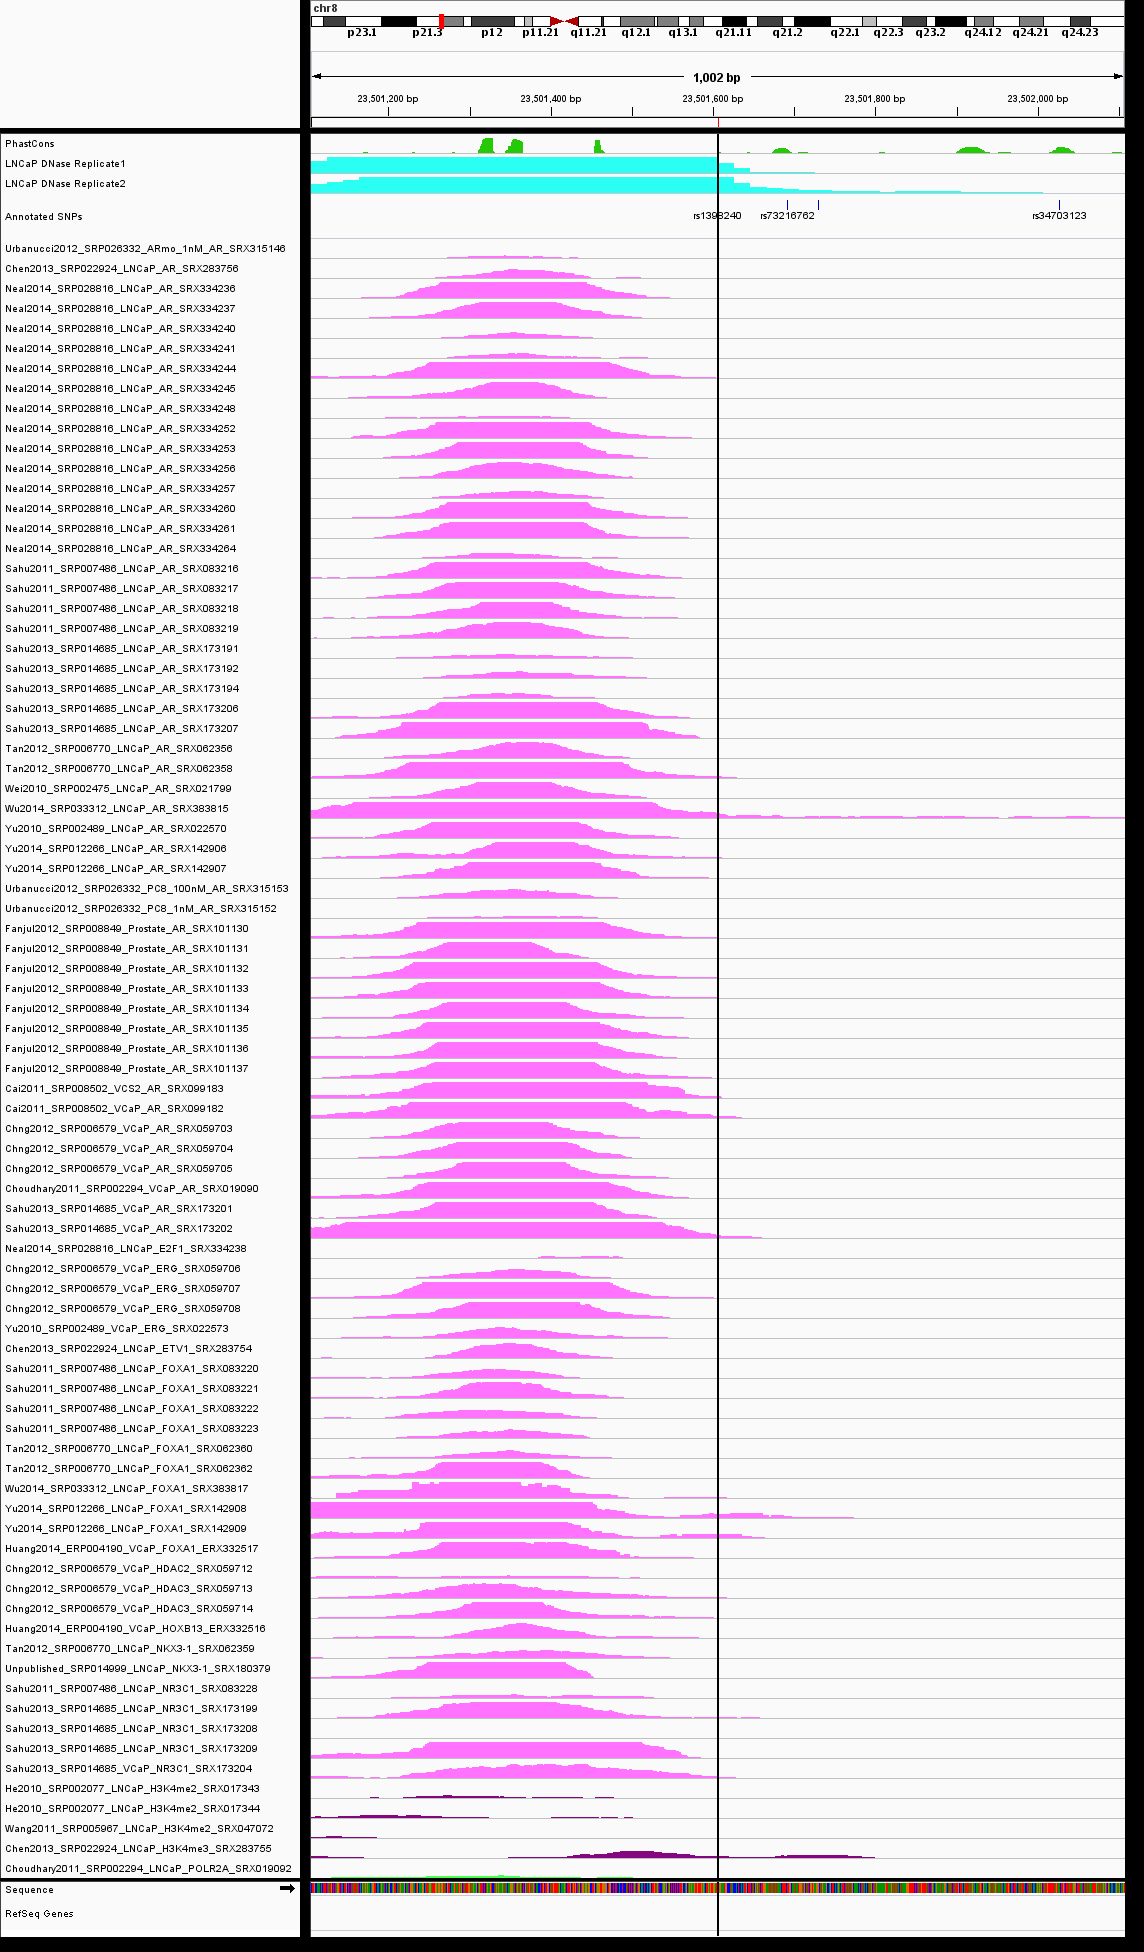 chr8
p23.1 p21.3 p12 p11.21 q11.21 q12.1 q13.1 q21.11 q21.2 q22.1 q22.3 q23.2 q24.12 q24.21 q24.23
1,002 bp
23,501,200 bp 23,501,400 bp 23,501,600 bp 23,501,800 bp 23,502,000 bp
PhastCons
LNCaP DNase Replicate1
LNCaP DNase Replicate2
Annotated SNPs rs1398240 rs73216762 rs34703123
Urbanucci2012_SRP026332_ARmo_1nM_AR_SRX315146
Chen2013_SRP022924_LNCaP_AR_SRX283756
Neal2014_SRP028816_LNCaP_AR_SRX334236
Neal2014_SRP028816_LNCaP_AR_SRX334237
Neal2014_SRP028816_LNCaP_AR_SRX334240
Neal2014_SRP028816_LNCaP_AR_SRX334241
Neal2014_SRP028816_LNCaP_AR_SRX334244
Neal2014_SRP028816_LNCaP_AR_SRX334245
Neal2014_SRP028816_LNCaP_AR_SRX334248
Neal2014_SRP028816_LNCaP_AR_SRX334252
Neal2014_SRP028816_LNCaP_AR_SRX334253
Neal2014_SRP028816_LNCaP_AR_SRX334256
Neal2014_SRP028816_LNCaP_AR_SRX334257
Neal2014_SRP028816_LNCaP_AR_SRX334260
Neal2014_SRP028816_LNCaP_AR_SRX334261
Neal2014_SRP028816_LNCaP_AR_SRX334264
Sahu2011_SRP007486_LNCaP_AR_SRX083216
Sahu2011_SRP007486_LNCaP_AR_SRX083217
Sahu2011_SRP007486_LNCaP_AR_SRX083218
Sahu2011_SRP007486_LNCaP_AR_SRX083219
Sahu2013_SRP014685_LNCaP_AR_SRX173191
Sahu2013_SRP014685_LNCaP_AR_SRX173192
Sahu2013_SRP014685_LNCaP_AR_SRX173194
Sahu2013_SRP014685_LNCaP_AR_SRX173206
Sahu2013_SRP014685_LNCaP_AR_SRX173207
Tan2012_SRP006770_LNCaP_AR_SRX062356
Tan2012_SRP006770_LNCaP_AR_SRX062358
Wei2010_SRP002475_LNCaP_AR_SRX021799
Wu2014_SRP033312_LNCaP_AR_SRX383815
Yu2010_SRP002489_LNCaP_AR_SRX022570
Yu2014_SRP012266_LNCaP_AR_SRX142906
Yu2014_SRP012266_LNCaP_AR_SRX142907
Urbanucci2012_SRP026332_PC8_100nM_AR_SRX315153
Urbanucci2012_SRP026332_PC8_1nM_AR_SRX315152
Fanjul2012_SRP008849_Prostate_AR_SRX101130
Fanjul2012_SRP008849_Prostate_AR_SRX101131
Fanjul2012_SRP008849_Prostate_AR_SRX101132
Fanjul2012_SRP008849_Prostate_AR_SRX101133
Fanjul2012_SRP008849_Prostate_AR_SRX101134
Fanjul2012_SRP008849_Prostate_AR_SRX101135
Fanjul2012_SRP008849_Prostate_AR_SRX101136
Fanjul2012_SRP008849_Prostate_AR_SRX101137
Cai2011_SRP008502_VCS2_AR_SRX099183
Cai2011_SRP008502_VCaP_AR_SRX099182
Chng2012_SRP006579_VCaP_AR_SRX059703
Chng2012_SRP006579_VCaP_AR_SRX059704
Chng2012_SRP006579_VCaP_AR_SRX059705
Choudhary2011_SRP002294_VCaP_AR_SRX019090
Sahu2013_SRP014685_VCaP_AR_SRX173201
Sahu2013_SRP014685_VCaP_AR_SRX173202
Neal2014_SRP028816_LNCaP_E2F1_SRX334238
Chng2012_SRP006579_VCaP_ERG_SRX059706
Chng2012_SRP006579_VCaP_ERG_SRX059707
Chng2012_SRP006579_VCaP_ERG_SRX059708
Yu2010_SRP002489_VCaP_ERG_SRX022573
Chen2013_SRP022924_LNCaP_ETV1_SRX283754
Sahu2011_SRP007486_LNCaP_FOXA1_SRX083220
Sahu2011_SRP007486_LNCaP_FOXA1_SRX083221
Sahu2011_SRP007486_LNCaP_FOXA1_SRX083222
Sahu2011_SRP007486_LNCaP_FOXA1_SRX083223
Tan2012_SRP006770_LNCaP_FOXA1_SRX062360
Tan2012_SRP006770_LNCaP_FOXA1_SRX062362
Wu2014_SRP033312_LNCaP_FOXA1_SRX383817
Yu2014_SRP012266_LNCaP_FOXA1_SRX142908
Yu2014_SRP012266_LNCaP_FOXA1_SRX142909
Huang2014_ERP004190_VCaP_FOXA1_ERX332517
Chng2012_SRP006579_VCaP_HDAC2_SRX059712
Chng2012_SRP006579_VCaP_HDAC3_SRX059713
Chng2012_SRP006579_VCaP_HDAC3_SRX059714
Huang2014_ERP004190_VCaP_HOXB13_ERX332516
Tan2012_SRP006770_LNCaP_NKX3-1_SRX062359
Unpublished_SRP014999_LNCaP_NKX3-1_SRX180379
Sahu2011_SRP007486_LNCaP_NR3C1_SRX083228
Sahu2013_SRP014685_LNCaP_NR3C1_SRX173199
Sahu2013_SRP014685_LNCaP_NR3C1_SRX173208
Sahu2013_SRP014685_LNCaP_NR3C1_SRX173209
Sahu2013_SRP014685_VCaP_NR3C1_SRX173204
He2010_SRP002077_LNCaP_H3K4me2_SRX017343
He2010_SRP002077_LNCaP_H3K4me2_SRX017344
Wang2011_SRP005967_LNCaP_H3K4me2_SRX047072
Chen2013_SRP022924_LNCaP_H3K4me3_SRX283755
Choudhary2011_SRP002294_LNCaP_POLR2A_SRX019092
Sequence
RefSeq Genes